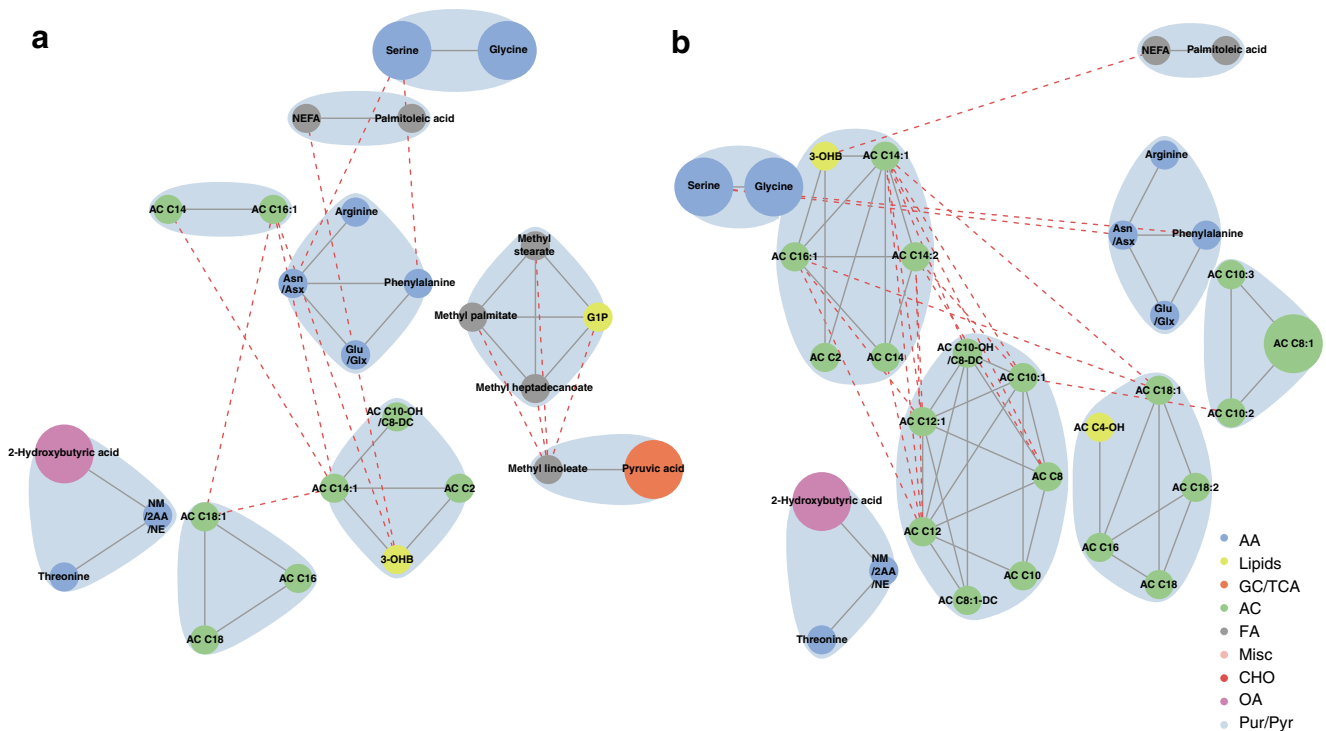 a
Serine
Glycine
NEFA
Palmitoleic acid
AC C14
AC C16:1
Arginine
Asn
/Asx
Phenylalanine
Glu
/Glx
Methyl
stearate
Methyl palmitate
G1P
Methyl heptadecanoate
Methyl linoleate
Pyruvic acid
2-Hydroxybutyric acid
NM
/2AA
/NE
Threonine
AC C18:1
AC C16
AC C18
AC C10-OH
/C8-DC
AC C14:1
AC C2
3-OHB
b
NEFA
Palmitoleic acid
Serine
Glycine
3-OHB
AC C14:1
AC C16:1
AC C14:2
AC C2
AC C14
Arginine
Asn
/Asx
Phenylalanine
Glu
/Glx
AC C10:3
AC C8:1
AC C10:2
AC C10-OH
/C8-DC
AC C10:1
AC C12:1
AC C8
AC C12
AC C10
AC C8:1-DC
AC C18:1
AC C4-OH
AC C18:2
AC C16
AC C18
2-Hydroxybutyric acid
NM
/2AA
/NE
Threonine
AA
Lipids
GC/TCA
AC
FA
Misc
CHO
OA
Pur/Pyr